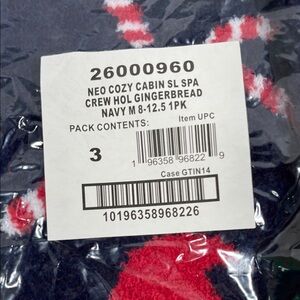 26000960
NEO COZY CABIN SL SPA
CREW HOL GINGERBREAD
NAVY M 8-12.5 1PK
PACK CONTENTS:
Item UPC
3
1 96358 96822 9
Case GTIN14
10196358968226